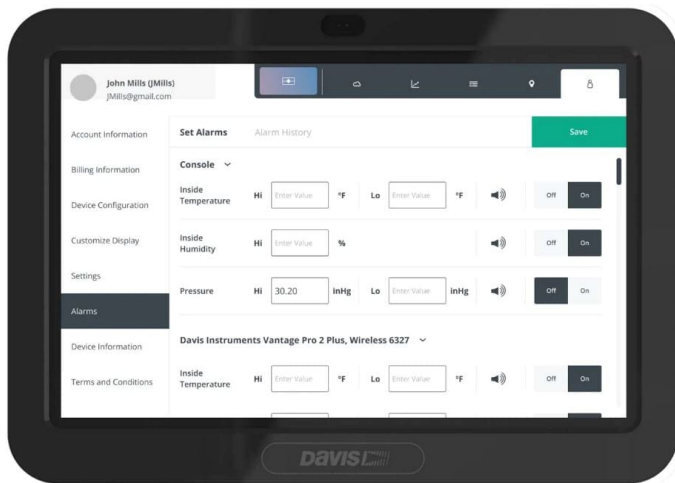 John Mills (JMills)
JMills@gmail.com
Account Information
Billing Information
Device Configuration
Customize Display
Settings
Alarms
Device Information
Terms and Conditions
Set Alarms Alarm History Save
Console
Inside Temperature Hi Enter Value °F Lo Enter Value °F Off On
Inside Humidity Hi Enter Value % Off On
Pressure Hi 30.20 inHg Lo Enter Value inHg Off On
Davis Instruments Vantage Pro 2 Plus, Wireless 6327
Inside Temperature Hi Enter Value °F Lo Enter Value °F Off On
DAVIS